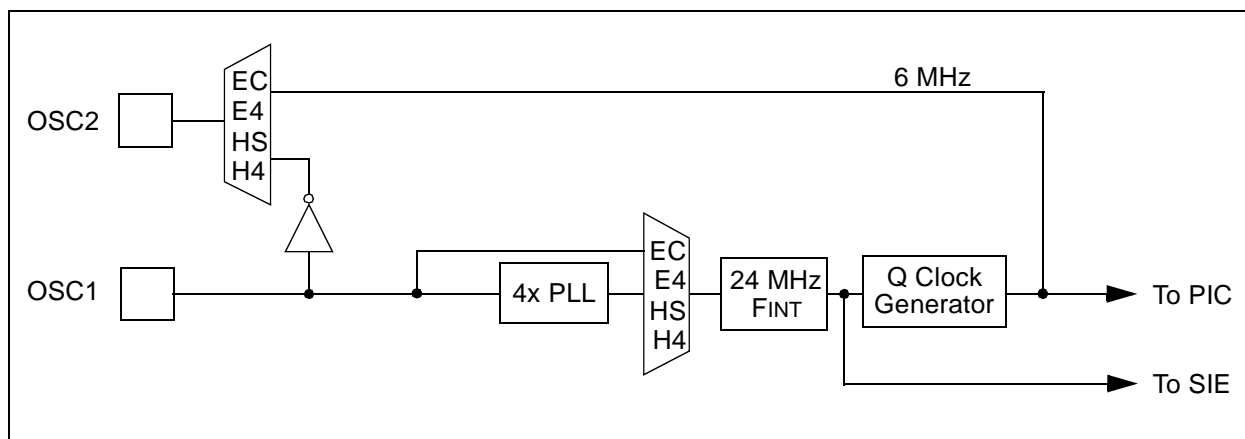 6 MHz
EC
E4
HS
H4
OSC2
OSC1
4x PLL
EC
E4
HS
H4
24 MHz
FINT
Q Clock
Generator
To PIC
To SIE